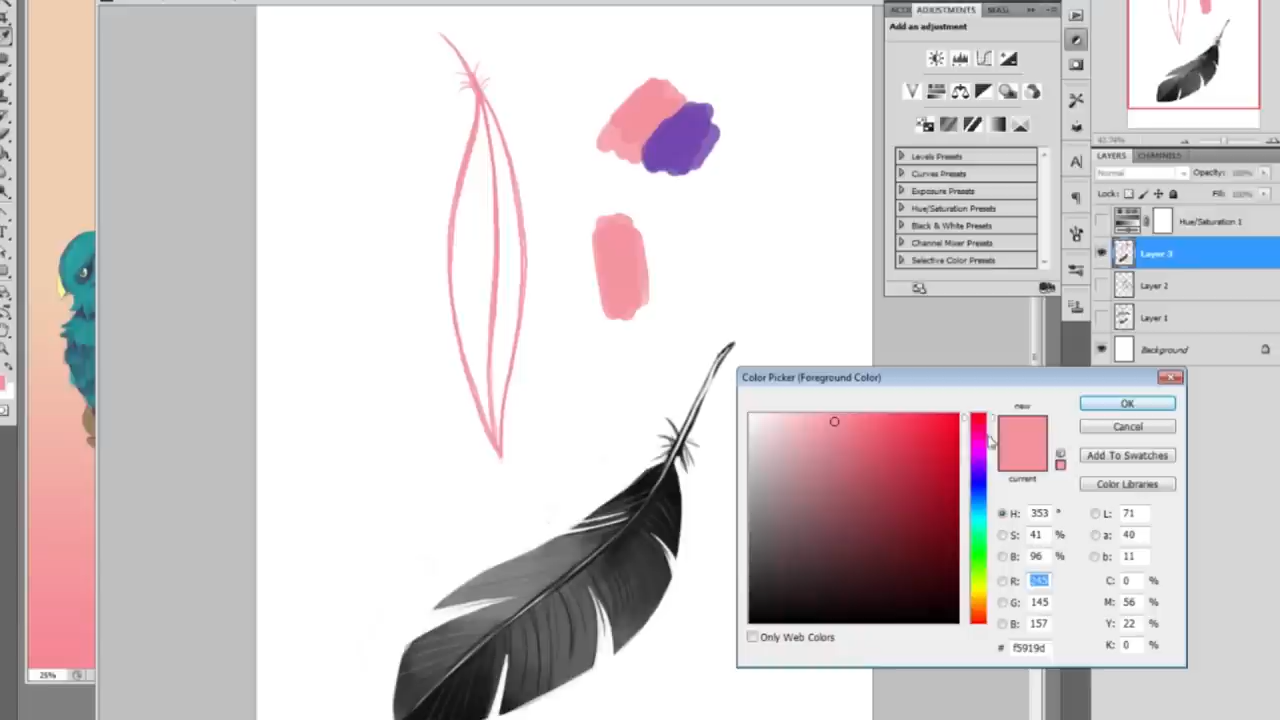 ADJUSTMENTS
MAS
Add an adjustment
Levels Presets
Curves Presets
Exposure Presets
Hue/Saturation Presets
Black & White Presets
Channel Mixer Presets
Selective Color Presets
LAYERS CHANNELS
Normal Opacity: 100%
Lock: Fill: 100%
Hue/Saturation 1
Layer 3
Layer 2
Layer 1
Background
Color Picker (Foreground Color)
new
current
OK
Cancel
Add To Swatches
Color Libraries
H: 353 ° L: 71
S: 41 % a: 40
B: 96 % b: 11
R: 245 C: 0 %
G: 145 M: 56 %
B: 157 Y: 22 %
# f5919d K: 0 %
Only Web Colors
25%